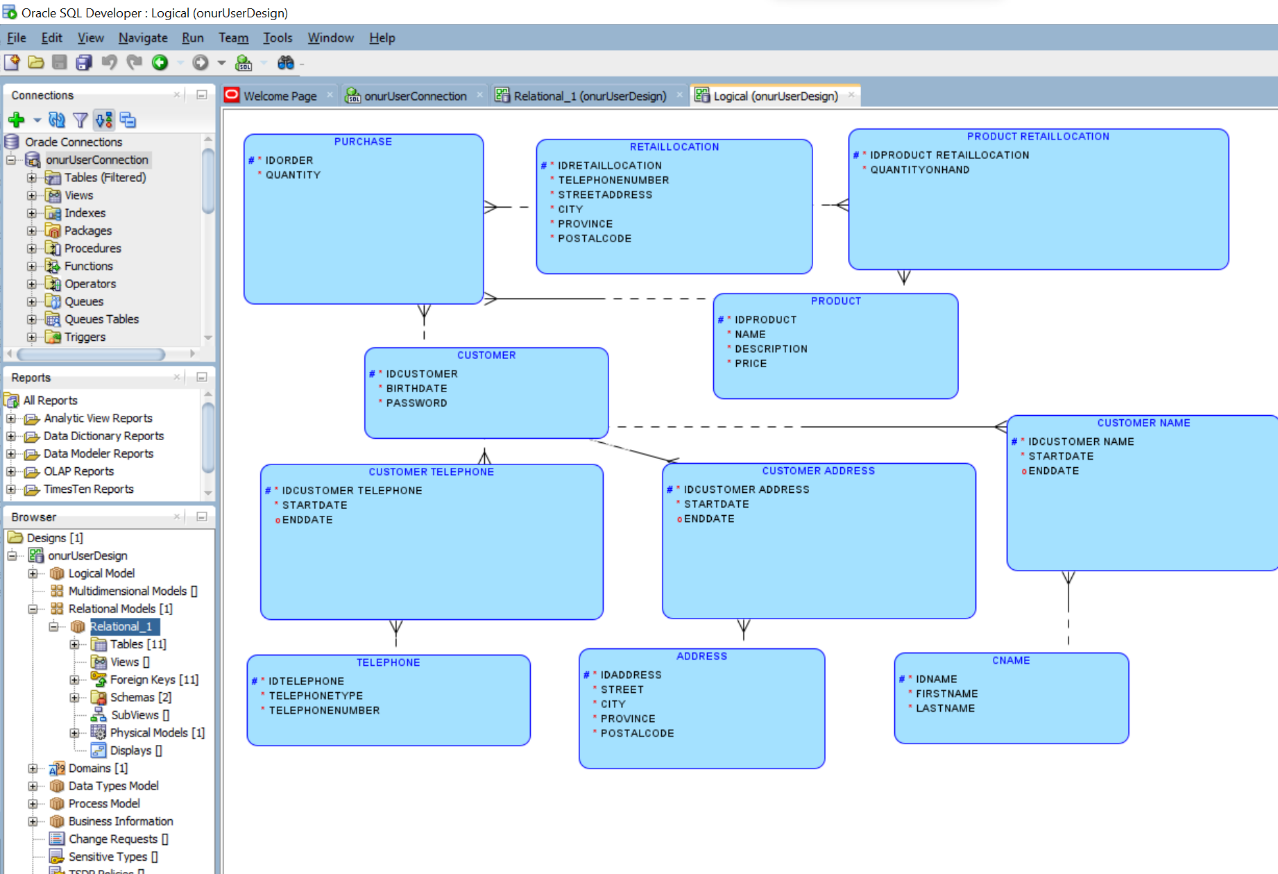 Oracle SQL Developer : Logical (onurUserDesign)
File Edit View Navigate Run Team Tools Window Help
Connections
Oracle Connections
onurUserConnection
Tables (Filtered)
Views
Indexes
Packages
Procedures
Functions
Operators
Queues
Queues Tables
Triggers
Reports
All Reports
Analytic View Reports
Data Dictionary Reports
Data Modeler Reports
OLAP Reports
TimesTen Reports
Browser
Designs [1]
onurUserDesign
Logical Model
Multidimensional Models []
Relational Models [1]
Relational_1
Tables [11]
Views []
Foreign Keys [11]
Schemas [2]
SubViews []
Physical Models [1]
Displays []
Domains [1]
Data Types Model
Process Model
Business Information
Change Requests []
Sensitive Types []
TSDP Policies []
Welcome Page onurUserConnection Relational_1 (onurUserDesign) Logical (onurUserDesign)
PURCHASE
# * IDORDER
* QUANTITY
RETAILLOCATION
# * IDRETAILLOCATION
* TELEPHONENUMBER
* STREETADDRESS
* CITY
* PROVINCE
* POSTALCODE
PRODUCT RETAILLOCATION
# * IDPRODUCT RETAILLOCATION
* QUANTITYONHAND
PRODUCT
# * IDPRODUCT
* NAME
* DESCRIPTION
* PRICE
CUSTOMER
# * IDCUSTOMER
* BIRTHDATE
* PASSWORD
CUSTOMER NAME
# * IDCUSTOMER NAME
* STARTDATE
o ENDDATE
CUSTOMER TELEPHONE
# * IDCUSTOMER TELEPHONE
* STARTDATE
o ENDDATE
CUSTOMER ADDRESS
# * IDCUSTOMER ADDRESS
* STARTDATE
o ENDDATE
TELEPHONE
# * IDTELEPHONE
* TELEPHONETYPE
* TELEPHONENUMBER
ADDRESS
# * IDADDRESS
* STREET
* CITY
* PROVINCE
* POSTALCODE
CNAME
# * IDNAME
* FIRSTNAME
* LASTNAME